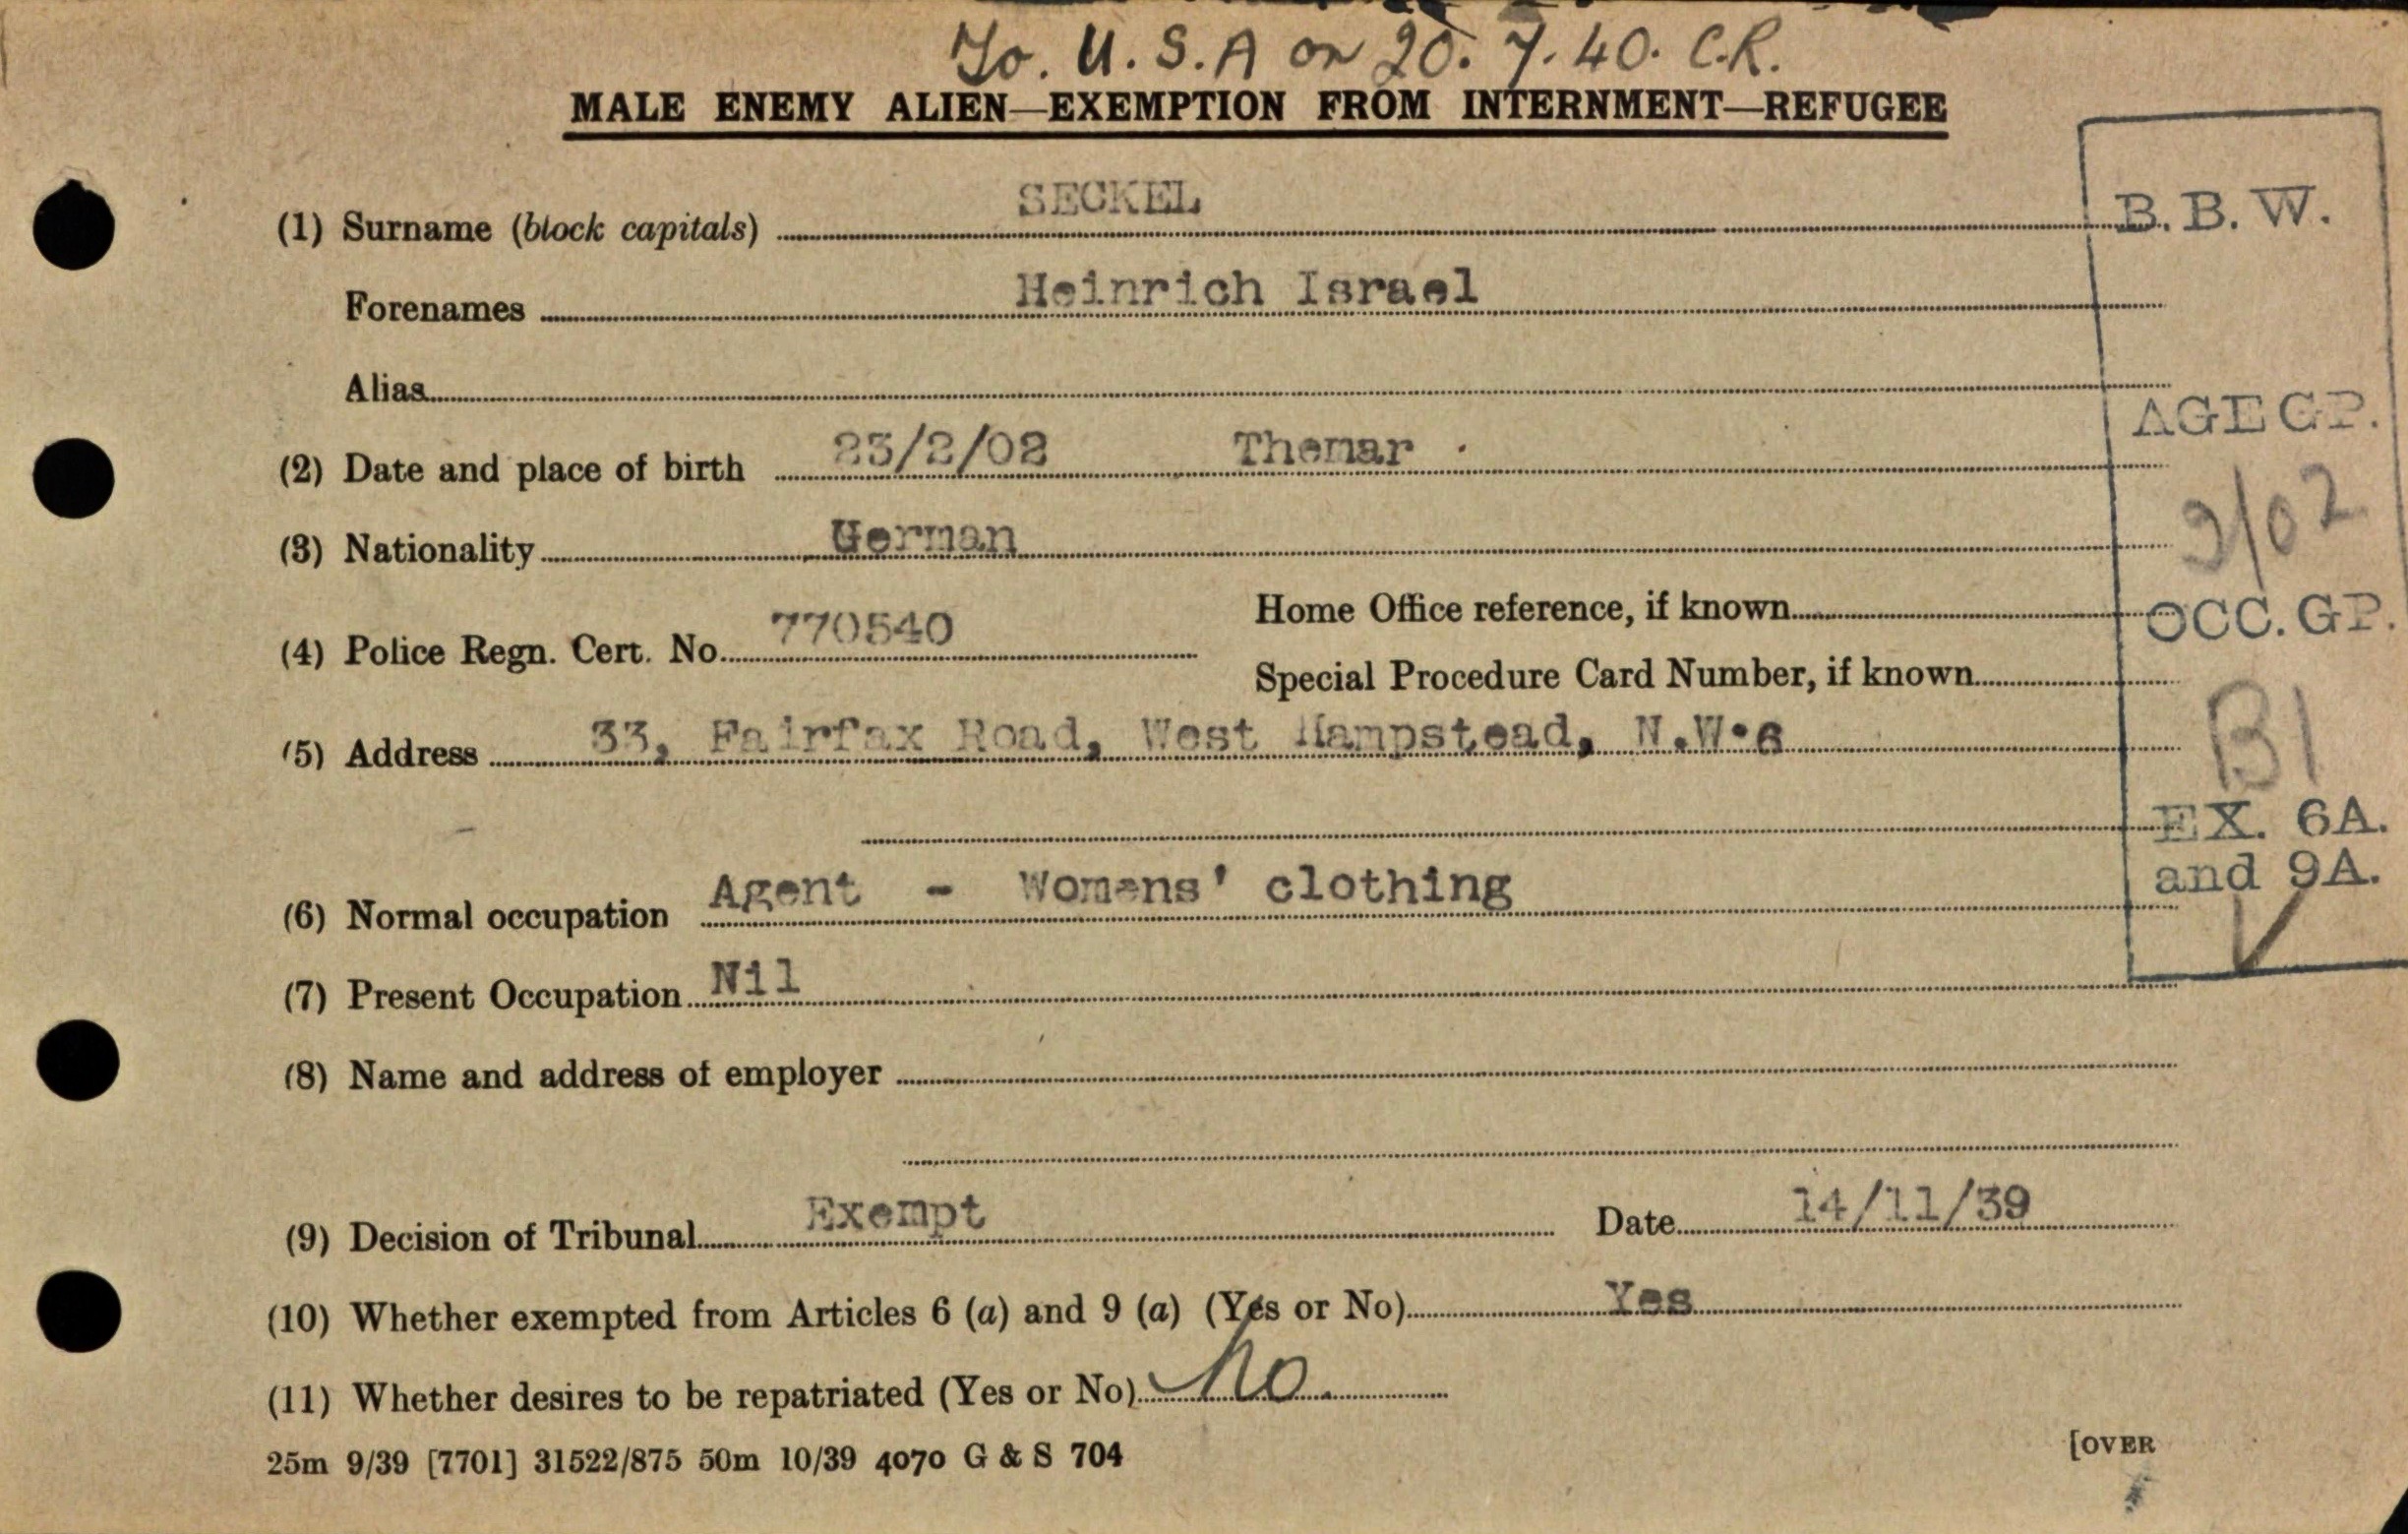 To. U.S.A on 20.7.40. C.R.
MALE ENEMY ALIEN—EXEMPTION FROM INTERNMENT—REFUGEE
(1) Surname (block capitals) SECKEL
B.B.W.
Forenames Heinrich Israel
Alias
AGE GP.
(2) Date and place of birth 23/2/02 Themar
2/02
(3) Nationality German
Home Office reference, if known
OCC. GP.
(4) Police Regn. Cert. No. 770540
Special Procedure Card Number, if known
B1
(5) Address 33, Fairfax Road, West Hampstead, N.W.6
EX. 6A.
and 9A.
(6) Normal occupation Agent - Womens' clothing
(7) Present Occupation Nil
(8) Name and address of employer
(9) Decision of Tribunal Exempt Date 14/11/39
(10) Whether exempted from Articles 6 (a) and 9 (a) (Yes or No) Yes
(11) Whether desires to be repatriated (Yes or No) No.
25m 9/39 [7701] 31522/875 50m 10/39 4070 G & S 704
[OVER